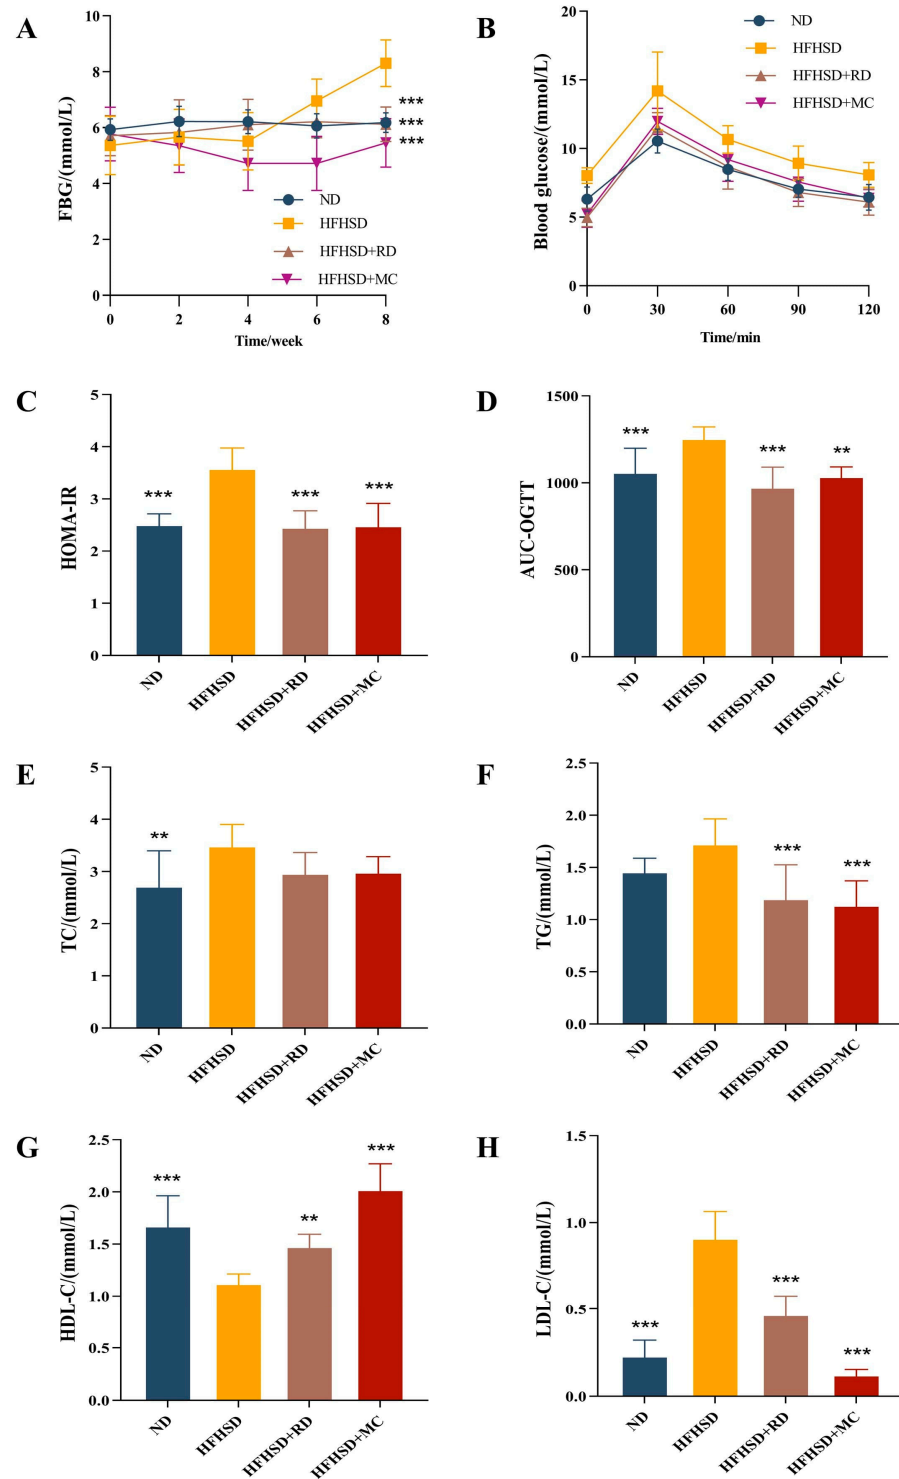 A
FBG/(mmol/L)
10
8
6
4
2
0
0 2 4 6 8
Time/week
***
***
***
ND
HFHSD
HFHSD+RD
HFHSD+MC
B
Blood glucose/(mmol/L)
20
15
10
5
0
0 30 60 90 120
Time/min
ND
HFHSD
HFHSD+RD
HFHSD+MC
C
HOMA-IR
5
4
3
2
1
0
*** *** ***
ND HFHSD HFHSD+RD HFHSD+MC
D
AUC-OGTT
1500
1000
500
0
*** *** **
ND HFHSD HFHSD+RD HFHSD+MC
E
TC/(mmol/L)
5
4
3
2
1
0
**
ND HFHSD HFHSD+RD HFHSD+MC
F
TG/(mmol/L)
2.5
2.0
1.5
1.0
0.5
0.0
*** ***
ND HFHSD HFHSD+RD HFHSD+MC
G
HDL-C/(mmol/L)
2.5
2.0
1.5
1.0
0.5
0.0
*** ** ***
ND HFHSD HFHSD+RD HFHSD+MC
H
LDL-C/(mmol/L)
1.5
1.0
0.5
0.0
*** *** ***
ND HFHSD HFHSD+RD HFHSD+MC